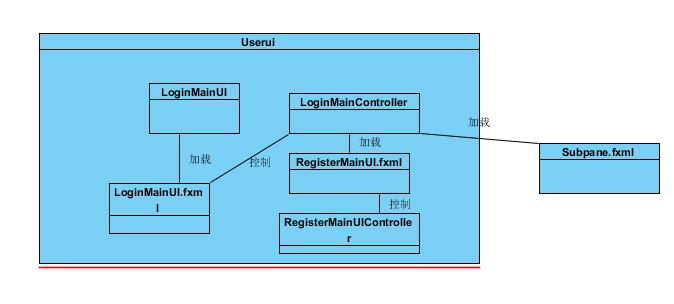 Userui
LoginMainUI
LoginMainController
加载
加载
加载
控制
Subpane.fxml
RegisterMainUI.fxml
LoginMainUI.fxm
l
控制
RegisterMainUIControlle
r